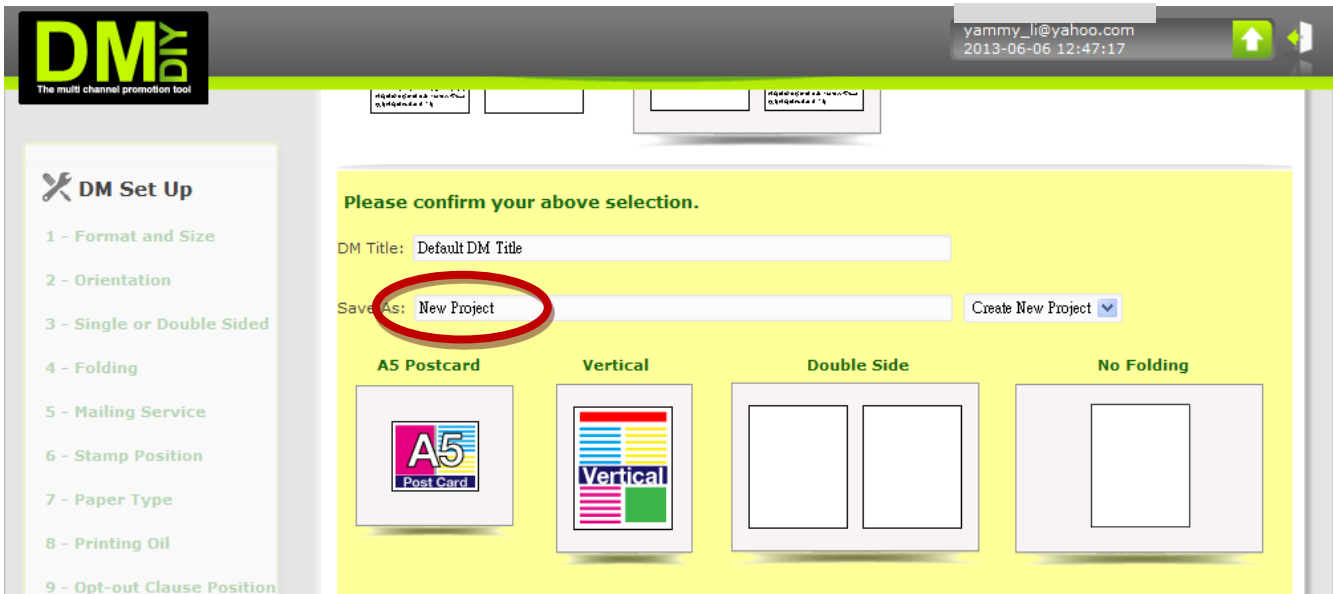 DM DIY
The multi channel promotion tool
yammy_li@yahoo.com
2013-06-06 12:47:17
DM Set Up
1 - Format and Size
2 - Orientation
3 - Single or Double Sided
4 - Folding
5 - Mailing Service
6 - Stamp Position
7 - Paper Type
8 - Printing Oil
9 - Opt-out Clause Position
Please confirm your above selection.
DM Title: Default DM Title
Save As: New Project Create New Project
A5 Postcard Vertical Double Side No Folding
A5
Post Card
Vertical